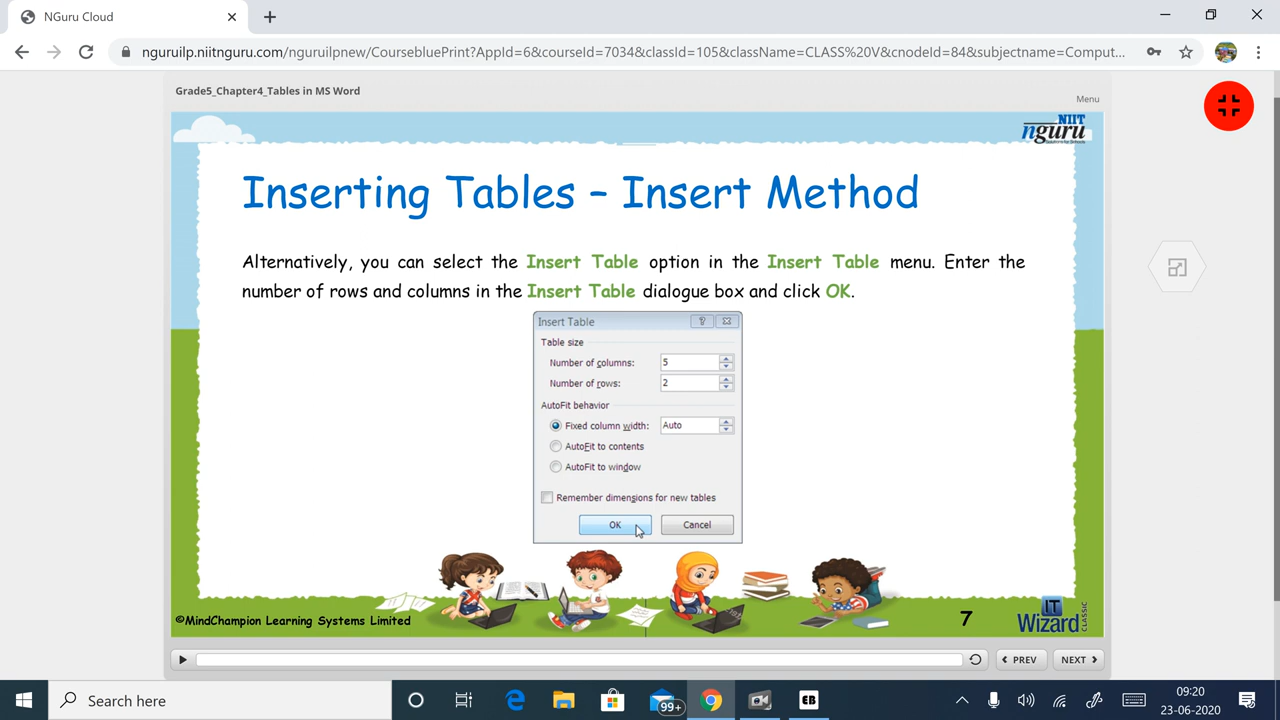 NGuru Cloud
nguruilp.niitnguru.com/nguruilpnew/CoursebluePrint?AppId=6&courseId=7034&classId=105&className=CLASS%20V&cnodeId=84&subjectname=Comput...
Grade5_Chapter4_Tables in MS Word
Menu
NIIT
nguru
Solutions for Schools
Inserting Tables – Insert Method
Alternatively, you can select the Insert Table option in the Insert Table menu. Enter the
number of rows and columns in the Insert Table dialogue box and click OK.
Insert Table
Table size
Number of columns: 5
Number of rows: 2
AutoFit behavior
Fixed column width: Auto
AutoFit to contents
AutoFit to window
Remember dimensions for new tables
OK Cancel
©MindChampion Learning Systems Limited
7
IT
Wizard
CLASSIC
PREV
NEXT
Search here
99+
EB
09:20
23-06-2020